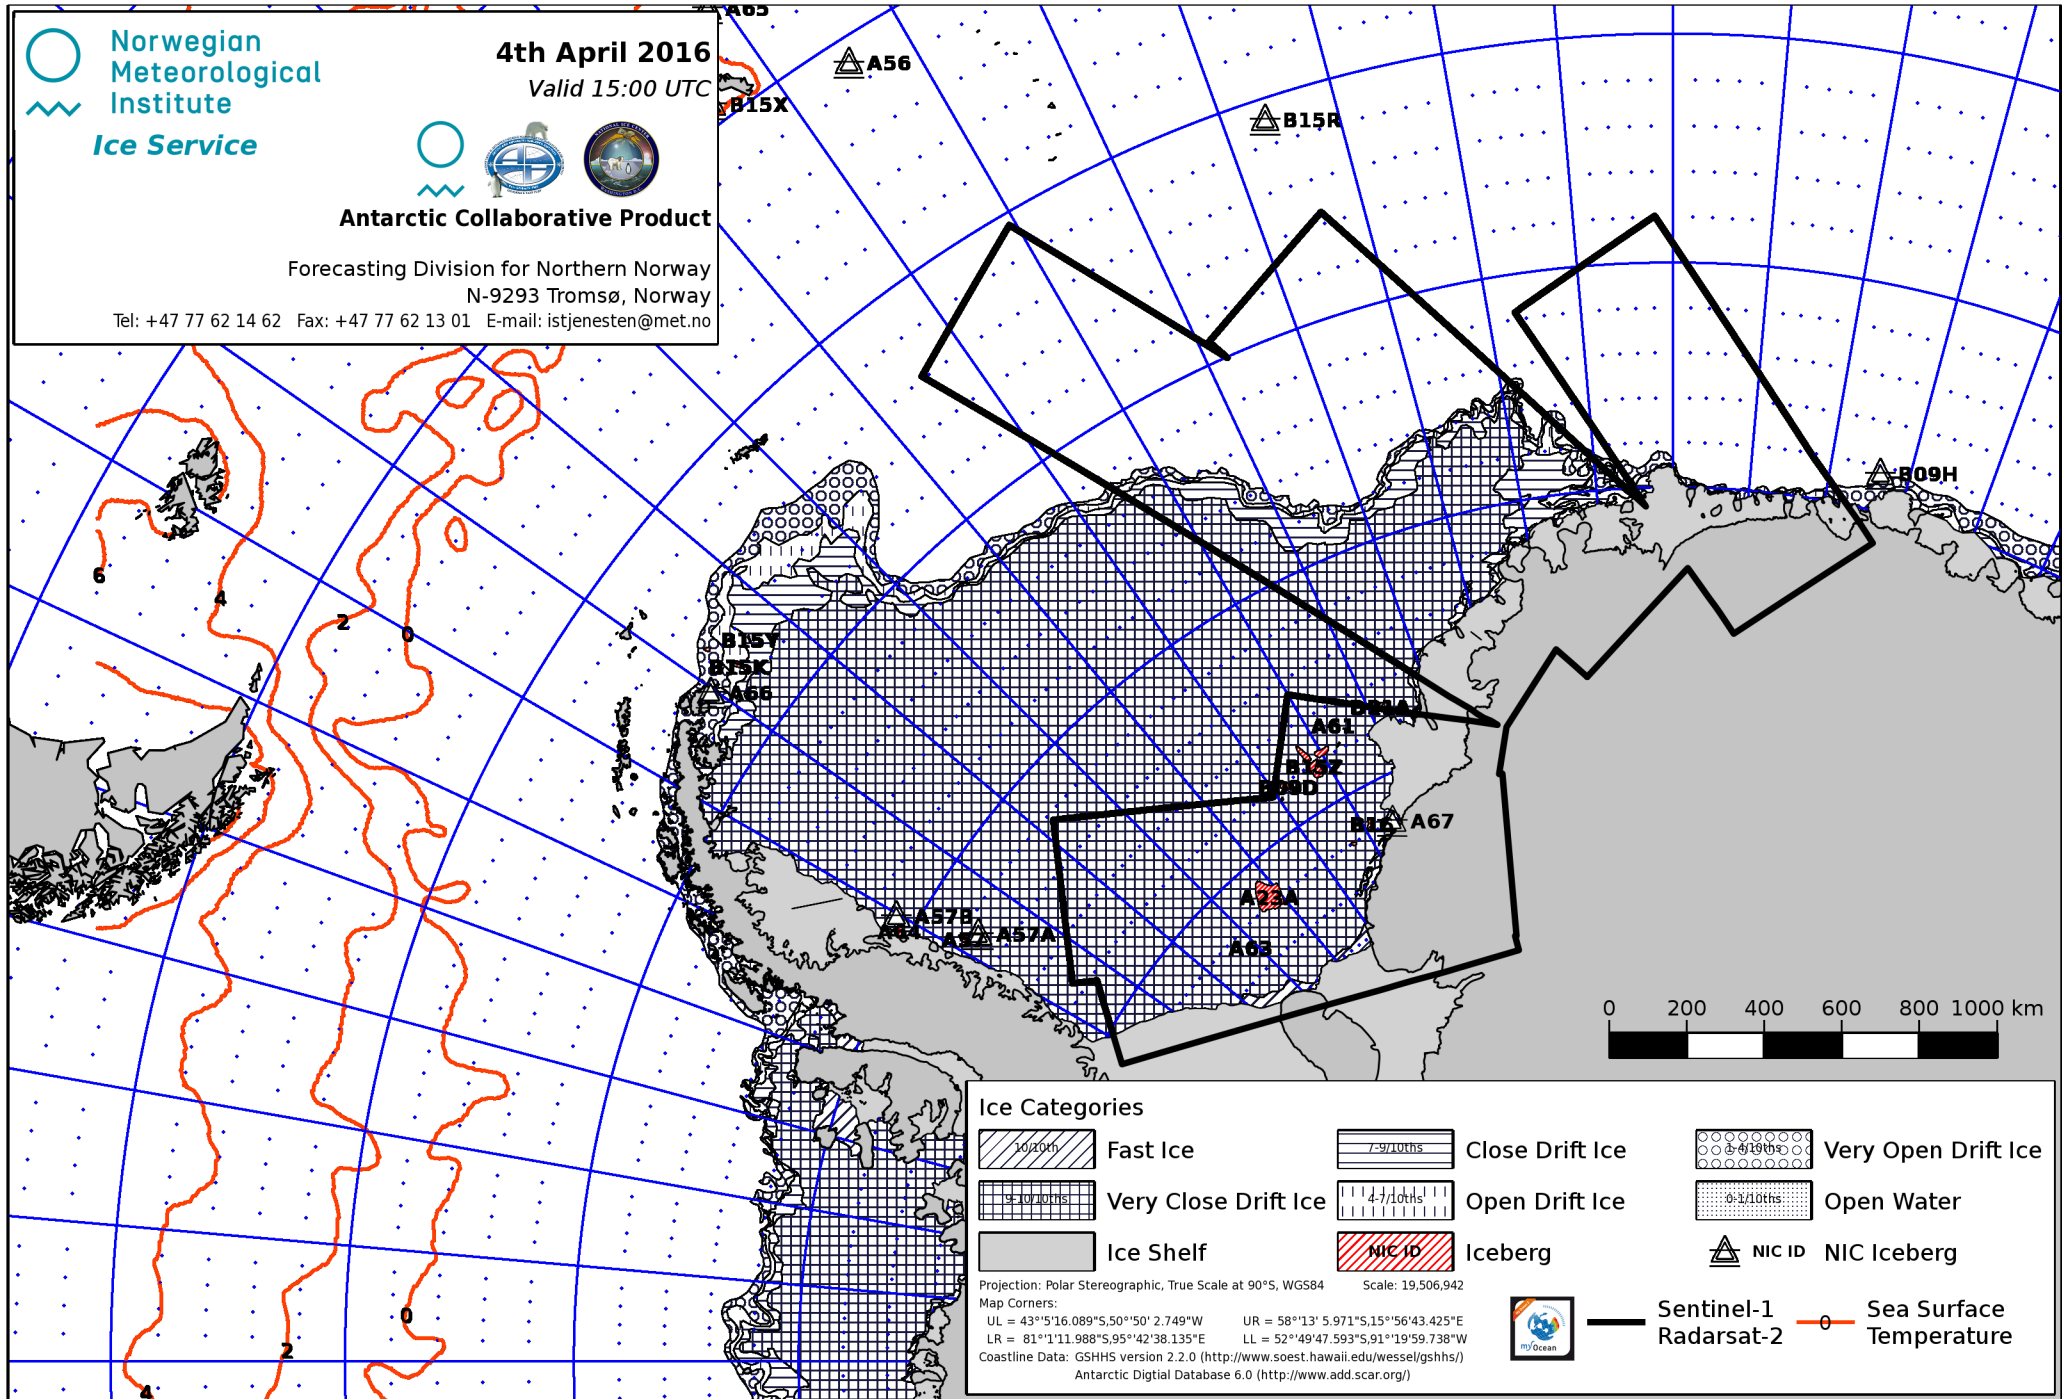 Norwegian
Meteorological
Institute
Ice Service
4th April 2016
Valid 15:00 UTC
Antarctic Collaborative Product
Forecasting Division for Northern Norway
N-9293 Tromsø, Norway
Tel: +47 77 62 14 62 Fax: +47 77 62 13 01 E-mail: istjenesten@met.no
A65
A56
B15X
B15R
B09H
6
4
2
0
B15Y
B15K
A66
A61
B15Z
A67
A23A
A57B
A57A
A63
0
2
4
0 200 400 600 800 1000 km
Ice Categories
10/10th Fast Ice
7-9/10ths Close Drift Ice
1-4/10ths Very Open Drift Ice
9-10/10ths Very Close Drift Ice
4-7/10ths Open Drift Ice
0-1/10ths Open Water
Ice Shelf
NIC ID Iceberg
NIC ID NIC Iceberg
Projection: Polar Stereographic, True Scale at 90°S, WGS84 Scale: 19,506,942
Map Corners:
UL = 43°'5'16.089"S,50°'50' 2.749"W UR = 58°'13' 5.971"S,15°'56'43.425"E
LR = 81°'1'11.988"S,95°'42'38.135"E LL = 52°'49'47.593"S,91°'19'59.738"W
Coastline Data: GSHHS version 2.2.0 (http://www.soest.hawaii.edu/wessel/gshhs/)
Antarctic Digtial Database 6.0 (http://www.add.scar.org/)
my Ocean
Sentinel-1
Radarsat-2
0
Sea Surface
Temperature